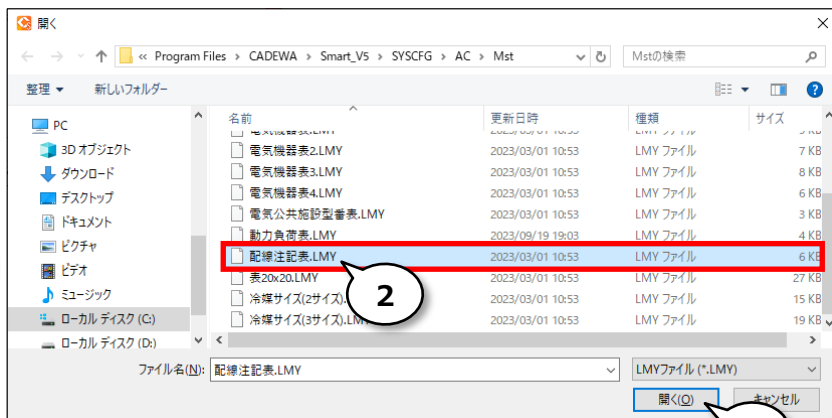 開く
« Program Files › CADEWA › Smart_V5 › SYSCFG › AC › Mst
Mstの検索
整理 新しいフォルダー
名前 更新日時 種類 サイズ
PC
3D オブジェクト
ダウンロード
デスクトップ
ドキュメント
ピクチャ
ビデオ
ミュージック
ローカル ディスク (C:)
ローカル ディスク (D:)
電気機器表2.LMY 2023/03/01 10:53 LMY ファイル 7 KB
電気機器表3.LMY 2023/03/01 10:53 LMY ファイル 8 KB
電気機器表4.LMY 2023/03/01 10:53 LMY ファイル 6 KB
電気公共施設型番表.LMY 2023/03/01 10:53 LMY ファイル 3 KB
動力負荷表.LMY 2023/09/19 19:03 LMY ファイル 4 KB
配線注記表.LMY 2023/03/01 10:53 LMY ファイル 6 KB
表20x20.LMY 2023/03/01 10:53 LMY ファイル 27 KB
冷媒サイズ(2サイズ). 2023/03/01 10:53 LMY ファイル 15 KB
冷媒サイズ(3サイズ).LMY 2023/03/01 10:53 LMY ファイル 19 KB
2
ファイル名(N): 配線注記表.LMY LMYファイル (*.LMY)
開く(O) キャンセル